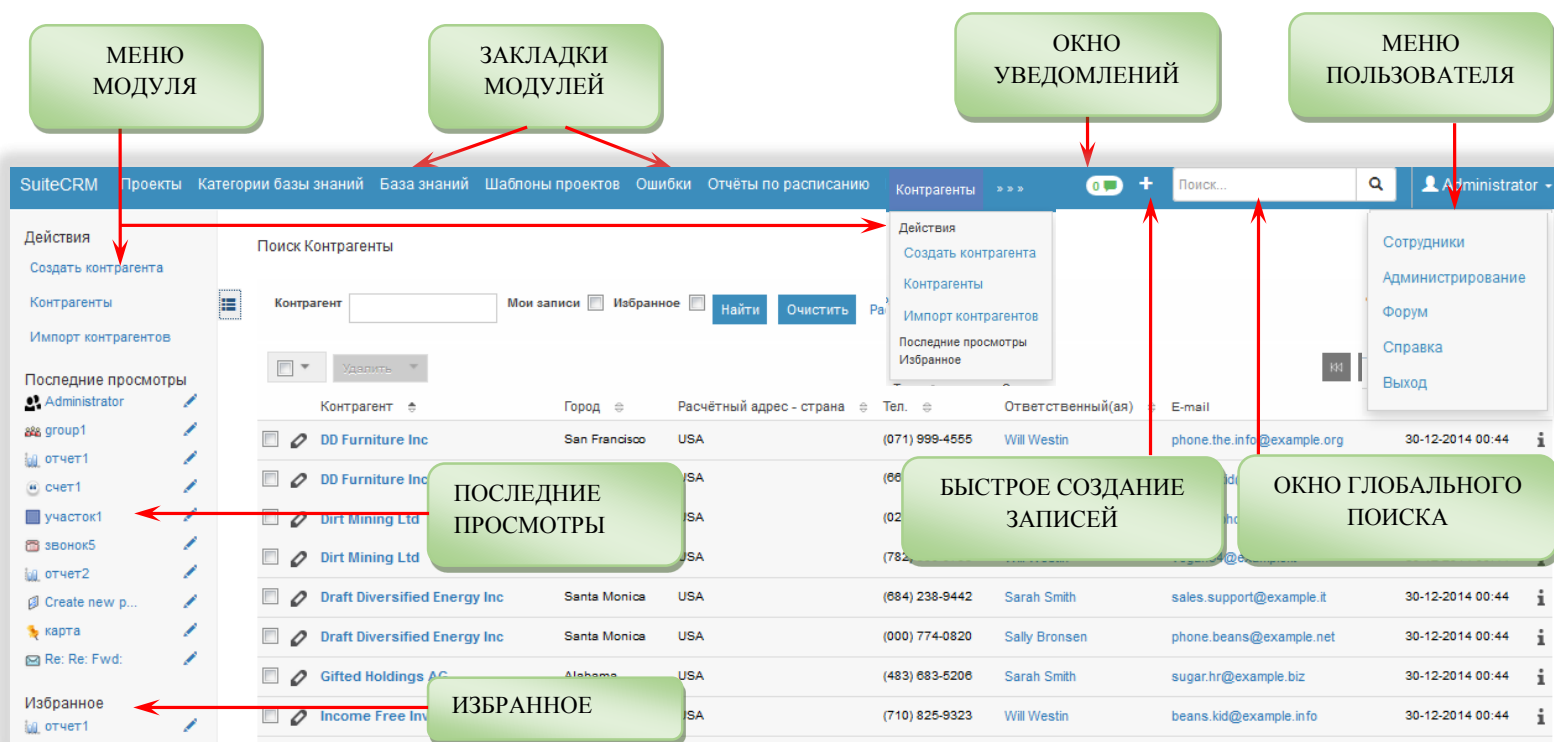 МЕНЮ
МОДУЛЯ
ЗАКЛАДКИ
МОДУЛЕЙ
ОКНО
УВЕДОМЛЕНИЙ
МЕНЮ
ПОЛЬЗОВАТЕЛЯ
SuiteCRM Проекты Категории базы знаний База знаний Шаблоны проектов Ошибки Отчёты по расписанию Контрагенты »»» 0 + Поиск... Administrator
Действия
Создать контрагента
Контрагенты
Импорт контрагентов
Последние просмотры
Administrator
group1
отчет1
счет1
участок1
звонок5
отчет2
Create new p...
карта
Re: Re: Fwd:
Избранное
отчет1
Поиск Контрагенты
Контрагент Мои записи Избранное Найти Очистить
Удалить
Действия
Создать контрагента
Контрагенты
Импорт контрагентов
Последние просмотры
Избранное
Сотрудники
Администрирование
Форум
Справка
Выход
Контрагент Город Расчётный адрес - страна Тел. Ответственный(ая) E-mail
DD Furniture Inc San Francisco USA (071) 999-4555 Will Westin phone.the.info@example.org 30-12-2014 00:44
DD Furniture Inc USA
Dirt Mining Ltd
Dirt Mining Ltd USA (782)
Draft Diversified Energy Inc Santa Monica USA (684) 238-9442 Sarah Smith sales.support@example.it 30-12-2014 00:44
Draft Diversified Energy Inc Santa Monica USA (000) 774-0820 Sally Bronsen phone.beans@example.net 30-12-2014 00:44
Gifted Holdings AG Alabama USA (483) 683-5206 Sarah Smith sugar.hr@example.biz 30-12-2014 00:44
Income Free USA (710) 825-9323 Will Westin beans.kid@example.info 30-12-2014 00:44
ПОСЛЕДНИЕ
ПРОСМОТРЫ
БЫСТРОЕ СОЗДАНИЕ
ЗАПИСЕЙ
ОКНО ГЛОБАЛЬНОГО
ПОИСКА
ИЗБРАННОЕ